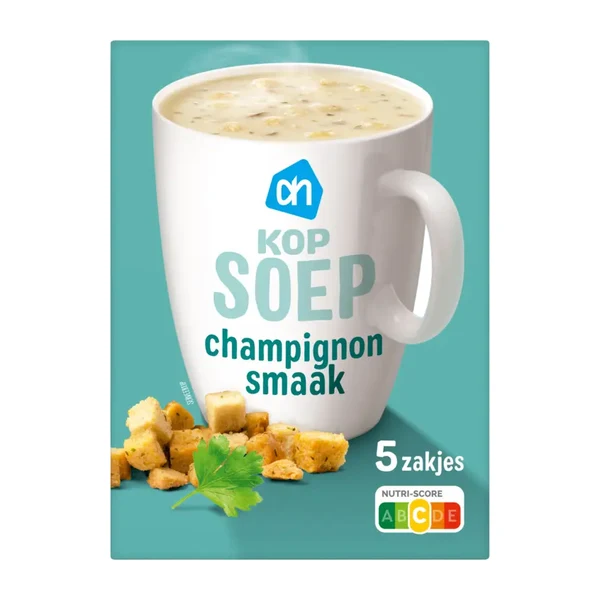 ah
KOP
SOEP
champignon
smaak
5 zakjes
NUTRI-SCORE
A B C D E